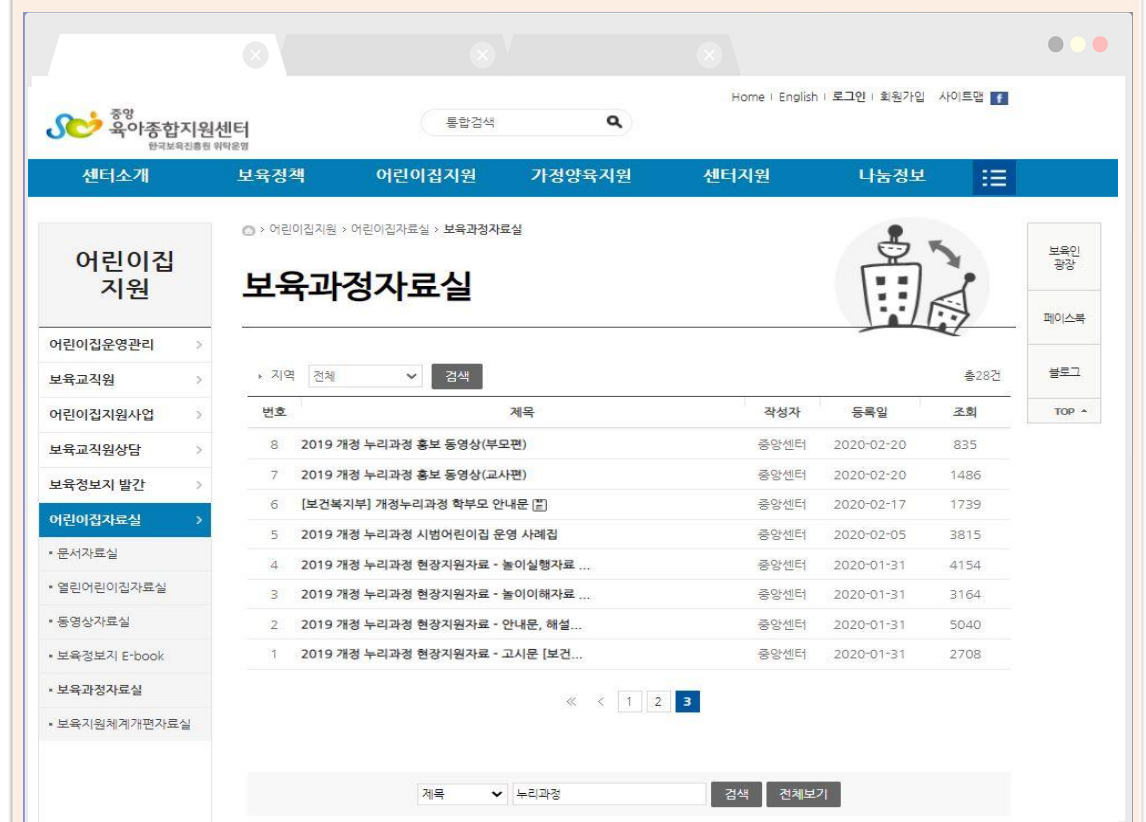 Home | English | 로그인 | 회원가입 사이트맵 f
중앙
육아종합지원센터
한국보육진흥원 위탁운영
통합검색
센터소개 보육정책 어린이집지원 가정양육지원 센터지원 나눔정보
어린이집
지원
어린이집운영관리 >
보육교직원 >
어린이집지원사업 >
보육교직원상담 >
보육정보지 발간 >
어린이집자료실 >
• 문서자료실
• 열린어린이집자료실
• 동영상자료실
• 보육정보지 E-book
• 보육과정자료실
• 보육지원체계개편자료실
> 어린이집지원 > 어린이집자료실 > 보육과정자료실
보육과정자료실
지역 전체 검색 총28건
번호 제목 작성자 등록일 조회
8 2019 개정 누리과정 홍보 동영상(부모편) 중앙센터 2020-02-20 835
7 2019 개정 누리과정 홍보 동영상(교사편) 중앙센터 2020-02-20 1486
6 [보건복지부] 개정누리과정 학부모 안내문 중앙센터 2020-02-17 1739
5 2019 개정 누리과정 시범어린이집 운영 사례집 중앙센터 2020-02-05 3815
4 2019 개정 누리과정 현장지원자료 - 놀이실행자료 ... 중앙센터 2020-01-31 4154
3 2019 개정 누리과정 현장지원자료 - 놀이이해자료 ... 중앙센터 2020-01-31 3164
2 2019 개정 누리과정 현장지원자료 - 안내문, 해설... 중앙센터 2020-01-31 5040
1 2019 개정 누리과정 현장지원자료 - 고시문 [보건... 중앙센터 2020-01-31 2708
≪ < 1 2 3
제목 누리과정 검색 전체보기
보육인
광장
페이스북
블로그
TOP